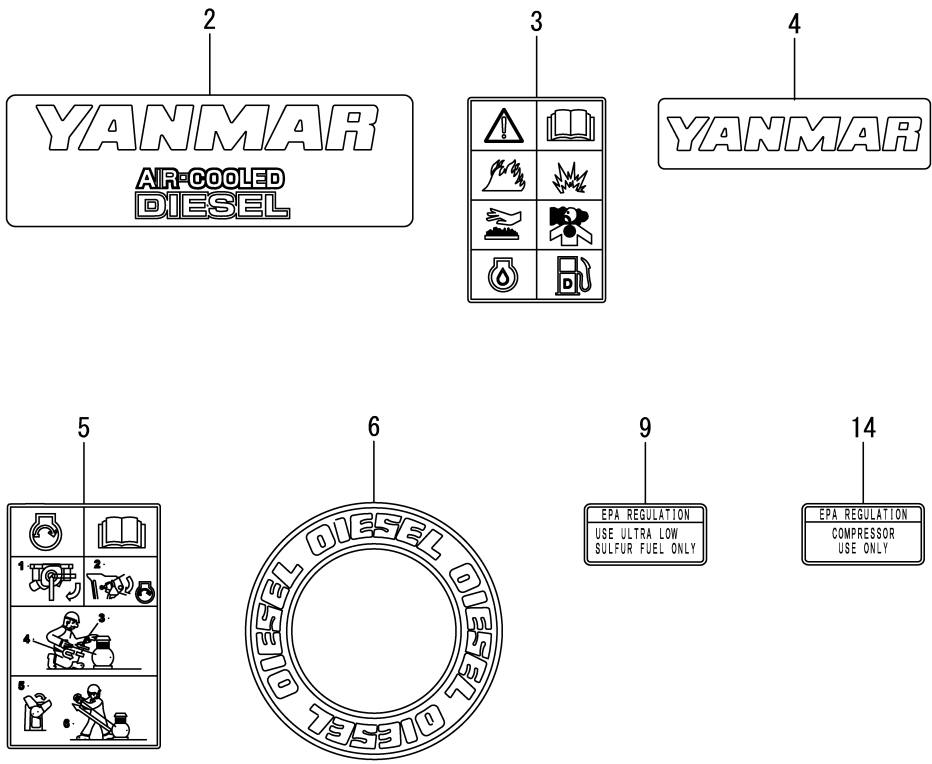 2
3
4
YANMAR
AIR-COOLED
DIESEL
YANMAR
D
5
6
9
14
1
2
3
4
5
6
DIESEL
DIESEL
DIESEL
DIESEL
DIESEL
EPA REGULATION
USE ULTRA LOW
SULFUR FUEL ONLY
EPA REGULATION
COMPRESSOR
USE ONLY